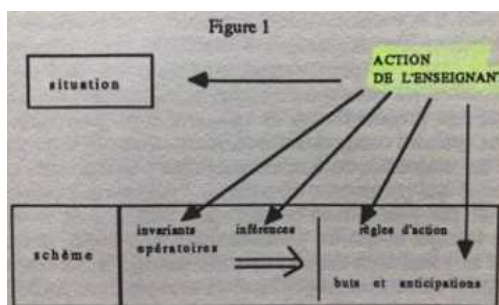 Figure 1
situation
ACTION
DE L'ENSEIGNANT
schème
invariants
opératoires
inférences
règles d'action
buts et anticipations